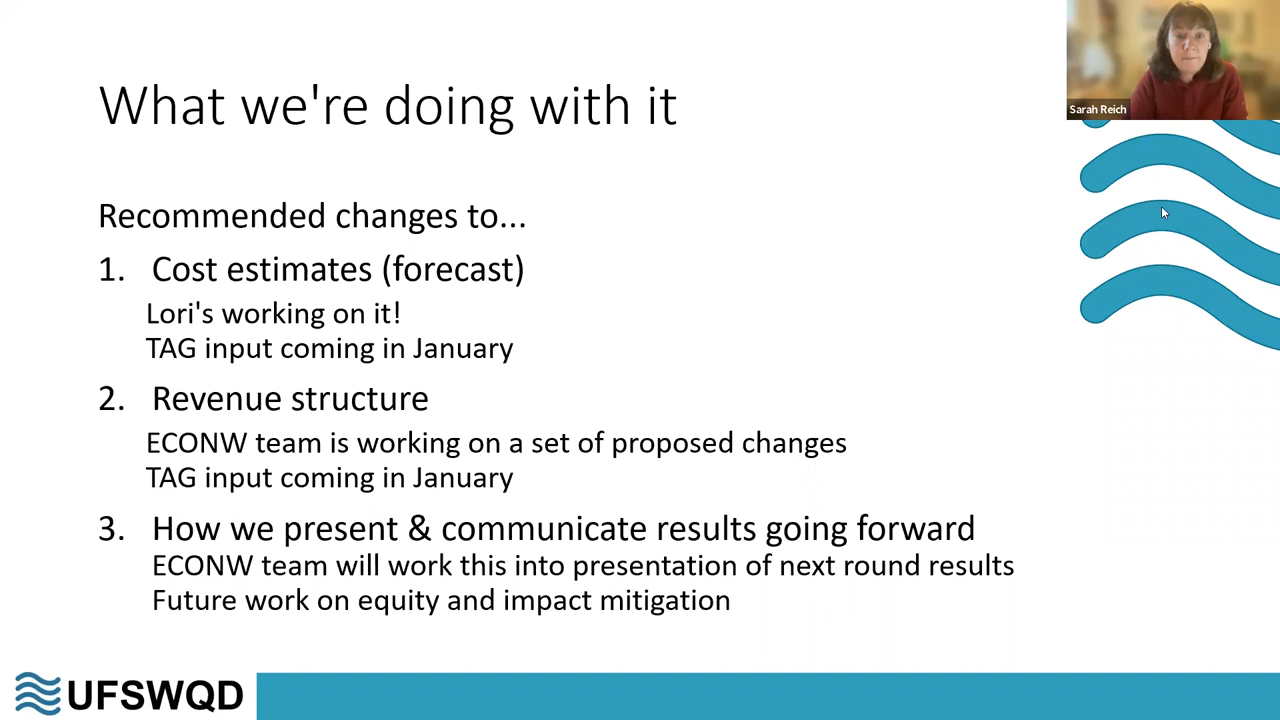 What we're doing with it
Sarah Reich
Recommended changes to...
1. Cost estimates (forecast)
Lori's working on it!
TAG input coming in January
2. Revenue structure
ECONW team is working on a set of proposed changes
TAG input coming in January
3. How we present & communicate results going forward
ECONW team will work this into presentation of next round results
Future work on equity and impact mitigation
UFSWQD